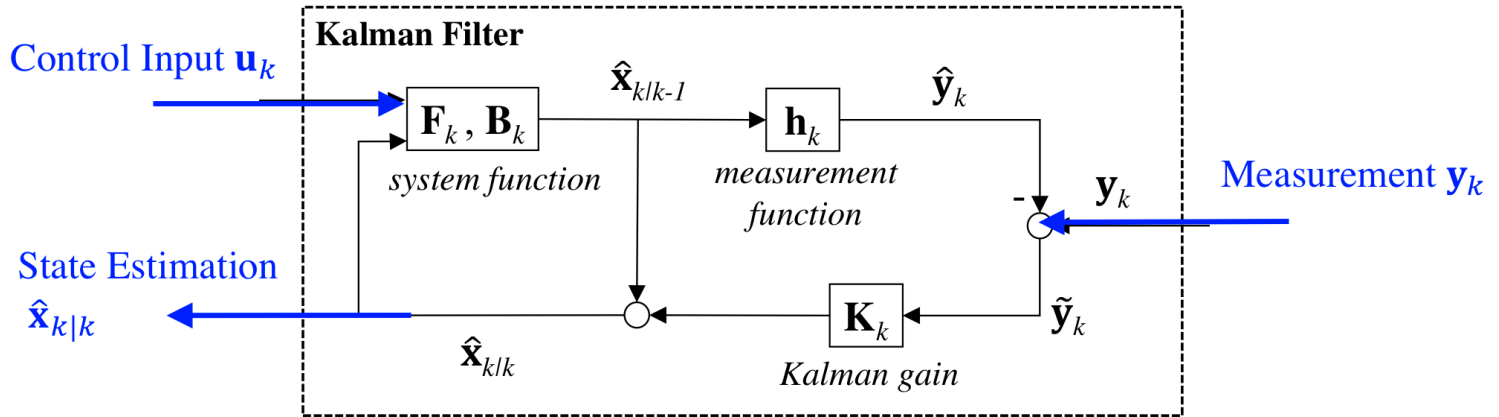 Kalman Filter
Control Input 𝐮ₖ
x̂ₖ|ₖ₋₁
ŷₖ
Fₖ , Bₖ
hₖ
system function
measurement
function
yₖ
Measurement yₖ
-
State Estimation
x̂ₖ|ₖ
Kₖ
ỹₖ
x̂ₖ|ₖ
Kalman gain